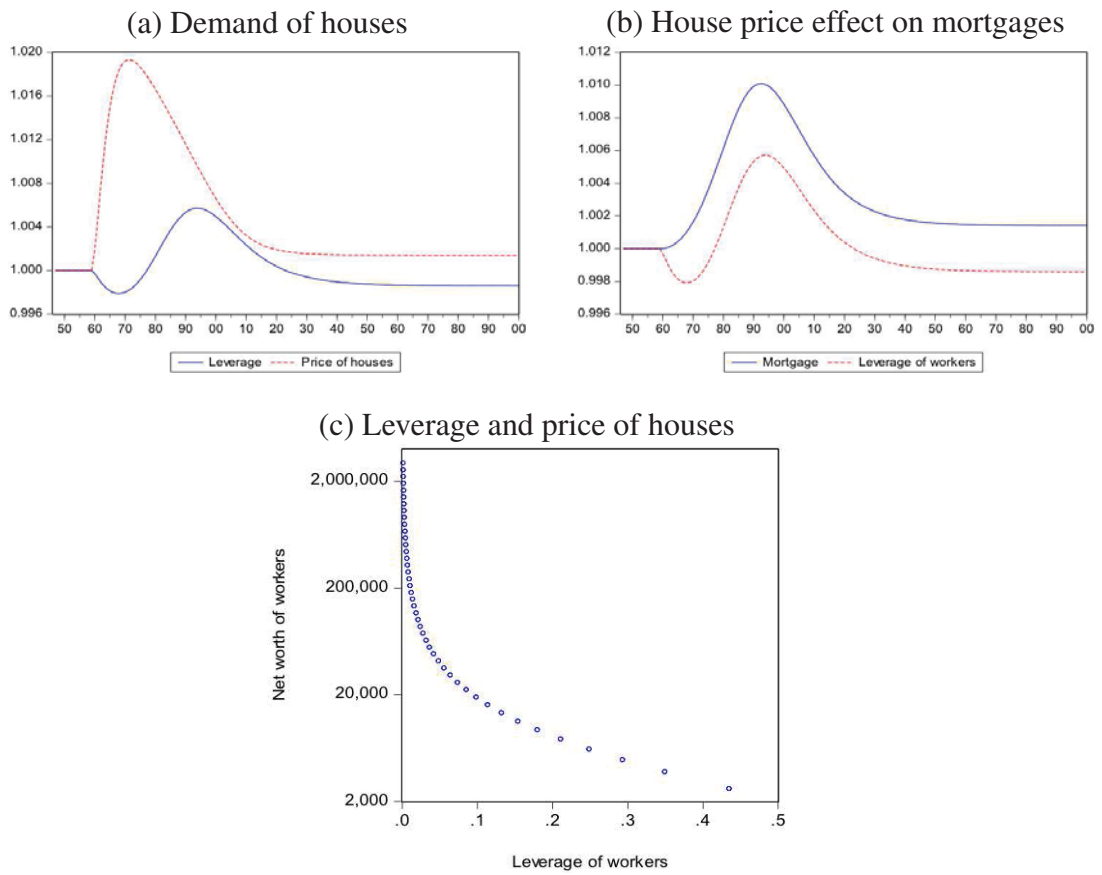 (a) Demand of houses
1.020
1.016
1.012
1.008
1.004
1.000
0.996
50 60 70 80 90 00 10 20 30 40 50 60 70 80 90 00
Leverage Price of houses
(b) House price effect on mortgages
1.012
1.010
1.008
1.006
1.004
1.002
1.000
0.998
0.996
50 60 70 80 90 00 10 20 30 40 50 60 70 80 90 00
Mortgage Leverage of workers
(c) Leverage and price of houses
Net worth of workers
2,000,000
200,000
20,000
2,000
.0 .1 .2 .3 .4 .5
Leverage of workers